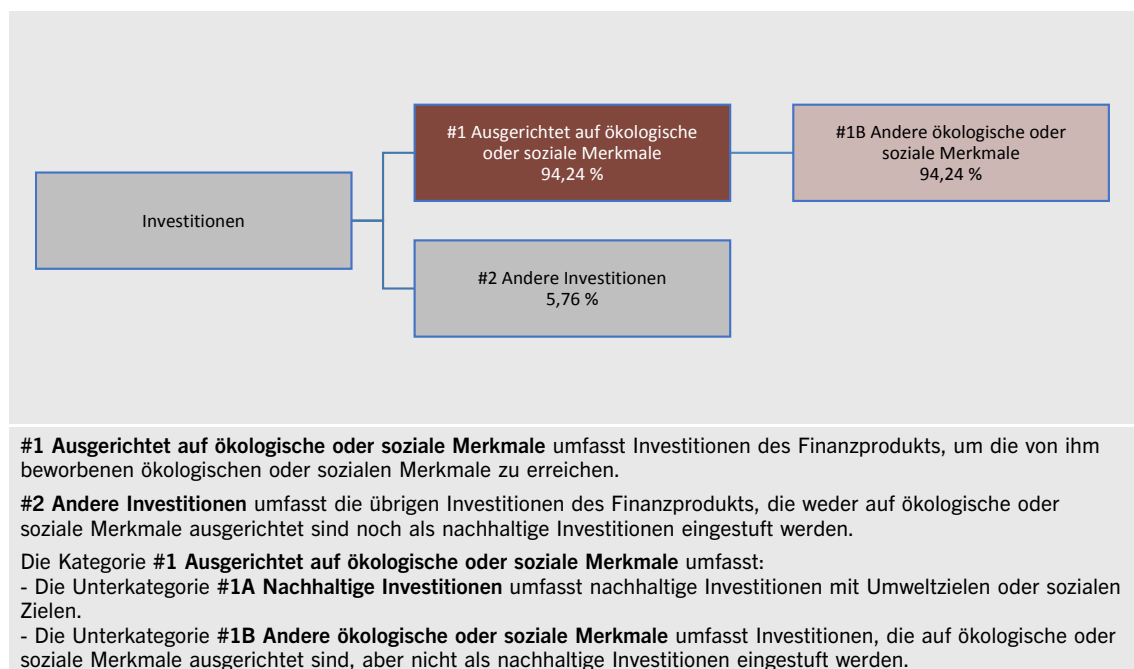 #1 Ausgerichtet auf ökologische
oder soziale Merkmale
94,24 %
#1B Andere ökologische oder
soziale Merkmale
94,24 %
Investitionen
#2 Andere Investitionen
5,76 %
#1 Ausgerichtet auf ökologische oder soziale Merkmale umfasst Investitionen des Finanzprodukts, um die von ihm
beworbenen ökologischen oder sozialen Merkmale zu erreichen.
#2 Andere Investitionen umfasst die übrigen Investitionen des Finanzprodukts, die weder auf ökologische oder
soziale Merkmale ausgerichtet sind noch als nachhaltige Investitionen eingestuft werden.
Die Kategorie #1 Ausgerichtet auf ökologische oder soziale Merkmale umfasst:
- Die Unterkategorie #1A Nachhaltige Investitionen umfasst nachhaltige Investitionen mit Umweltzielen oder sozialen
Zielen.
- Die Unterkategorie #1B Andere ökologische oder soziale Merkmale umfasst Investitionen, die auf ökologische oder
soziale Merkmale ausgerichtet sind, aber nicht als nachhaltige Investitionen eingestuft werden.